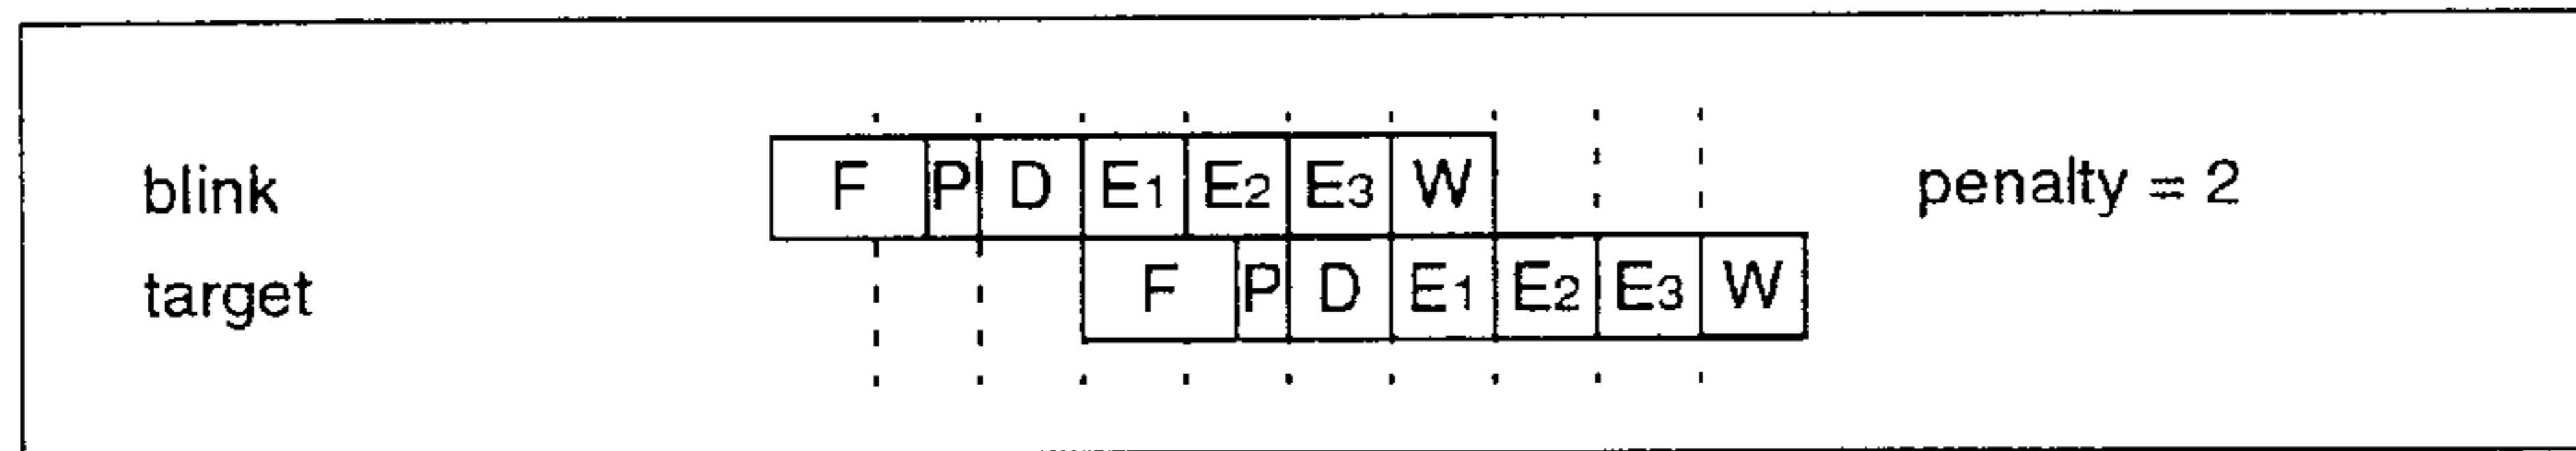 blink F P D E1 E2 E3 W penalty = 2
target F P D E1 E2 E3 W